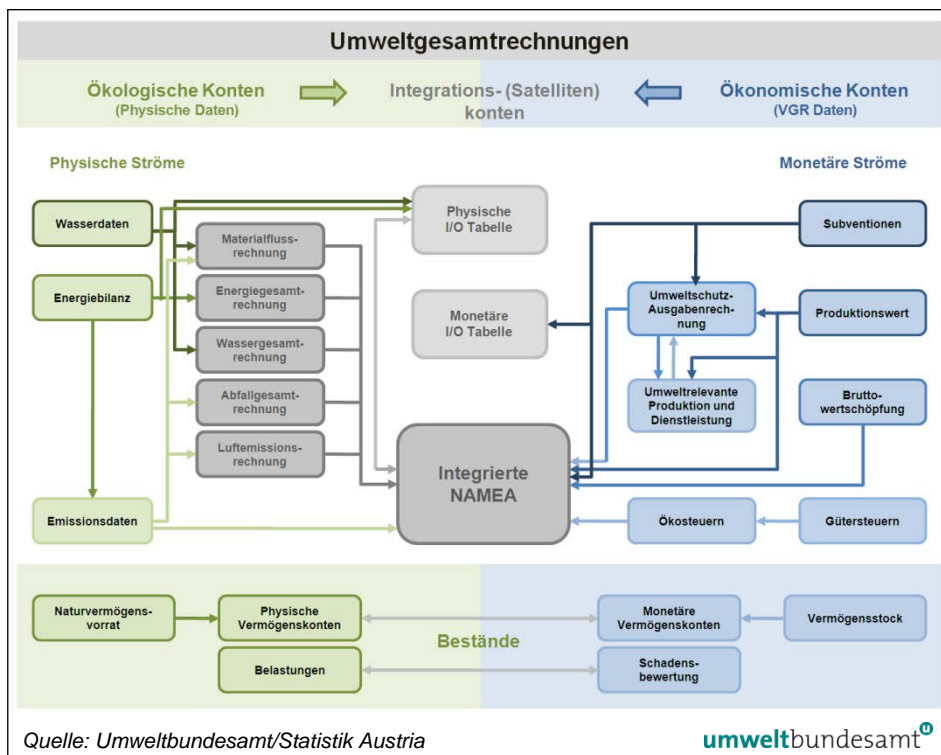 Umweltgesamtrechnungen
Ökologische Konten
(Physische Daten)
Integrations- (Satelliten)
konten
Ökonomische Konten
(VGR Daten)
Physische Ströme
Monetäre Ströme
Wasserdaten
Energiebilanz
Emissionsdaten
Materialfluss-
rechnung
Energiegesamt-
rechnung
Wassergesamt-
rechnung
Abfallgesamt-
rechnung
Luftemissions-
rechnung
Physische
I/O Tabelle
Monetäre
I/O Tabelle
Integrierte
NAMEA
Umweltschutz-
Ausgabenrech-
nung
Umweltrelevante
Produktion und
Dienstleistung
Ökosteuern
Subventionen
Produktionswert
Brutto-
wertschöpfung
Gütersteuern
Naturvermögens-
vorrat
Physische
Vermögenskonten
Belastungen
Bestände
Monetäre
Vermögenskonten
Schadens-
bewertung
Vermögensstock
Quelle: Umweltbundesamt/Statistik Austria
umweltbundesamt u